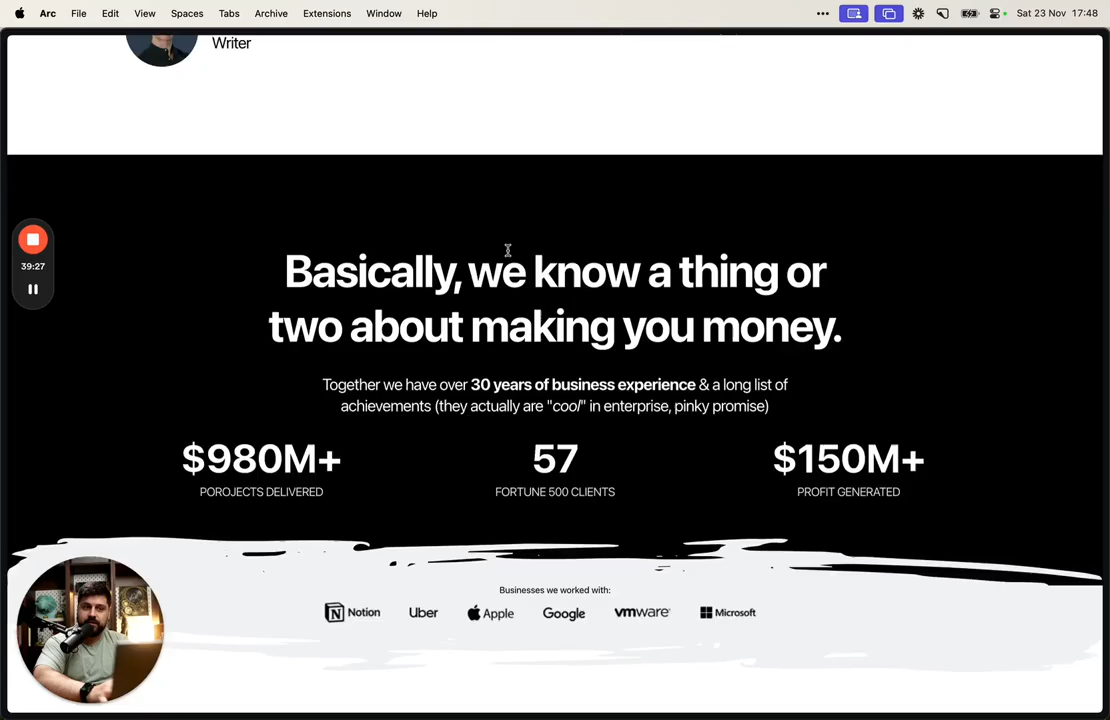 Arc File Edit View Spaces Tabs Archive Extensions Window Help Sat 23 Nov 17:48
Writer
39:27
Basically, we know a thing or
two about making you money.
Together we have over 30 years of business experience & a long list of
achievements (they actually are "cool" in enterprise, pinky promise)
$980M+ 57 $150M+
POROJECTS DELIVERED FORTUNE 500 CLIENTS PROFIT GENERATED
Businesses we worked with:
Notion Uber Apple Google vmware Microsoft